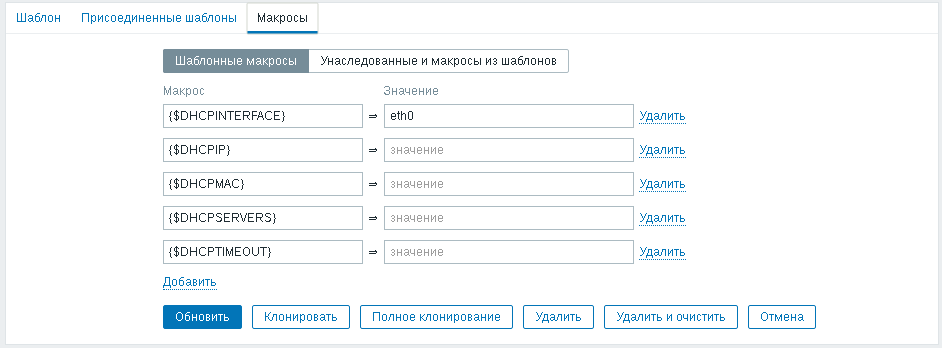 Шаблон Присоединенные шаблоны Макросы
Шаблонные макросы Унаследованные и макросы из шаблонов
Макрос Значение
{$DHCPINTERFACE} ⇒ eth0 Удалить
{$DHCPIP} ⇒ значение Удалить
{$DHCPMAC} ⇒ значение Удалить
{$DHCPSERVERS} ⇒ значение Удалить
{$DHCPTIMEOUT} ⇒ значение Удалить
Добавить
Обновить Клонировать Полное клонирование Удалить Удалить и очистить Отмена